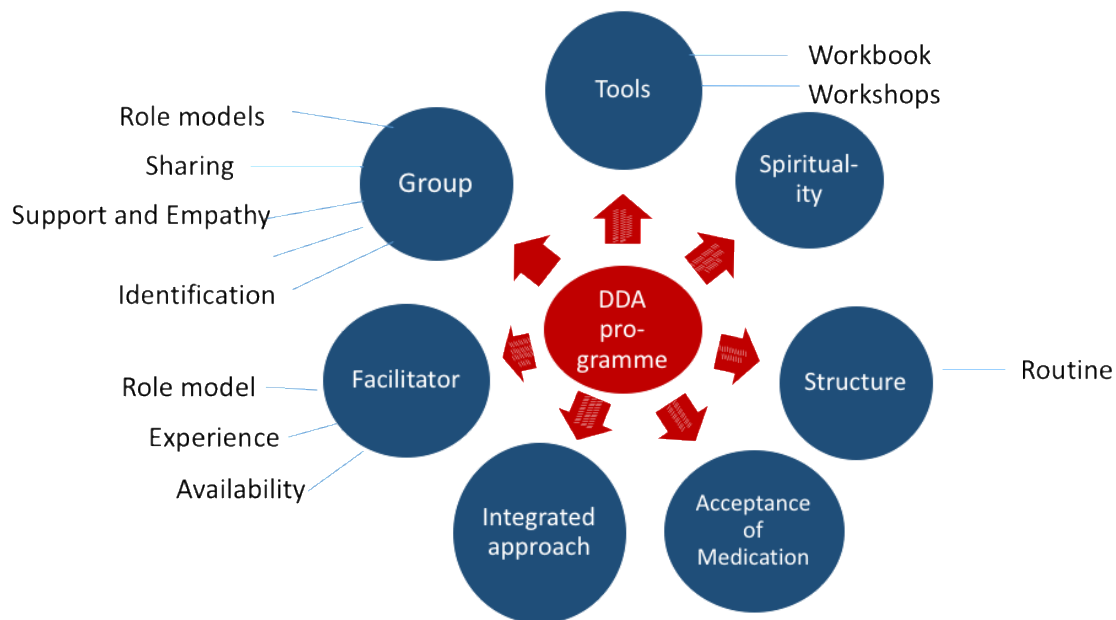 Tools
Workbook
Workshops
Spiritual-
ity
Role models
Sharing
Support and Empathy
Identification
Group
DDA
pro-
gramme
Facilitator
Role model
Experience
Availability
Structure
Routine
Integrated
approach
Acceptance
of
Medication